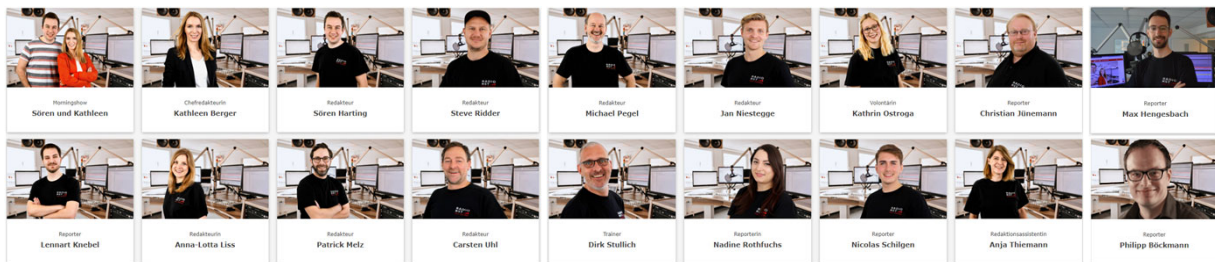 Morningshow
Sören und Kathleen
Chefredakteurin
Kathleen Berger
Redakteur
Sören Harting
Redakteur
Steve Ridder
Redakteur
Michael Pegel
Redakteur
Jan Niestegge
Volontärin
Kathrin Ostroga
Reporter
Christian Jünemann
Reporter
Max Hengesbach
Reporter
Lennart Knebel
Redakteurin
Anna-Lotta Liss
Redakteur
Patrick Melz
Redakteur
Carsten Uhl
Trainer
Dirk Stullich
Reporterin
Nadine Rothfuchs
Reporter
Nicolas Schilgen
Redaktionsassistentin
Anja Thiemann
Reporter
Philipp Böckmann